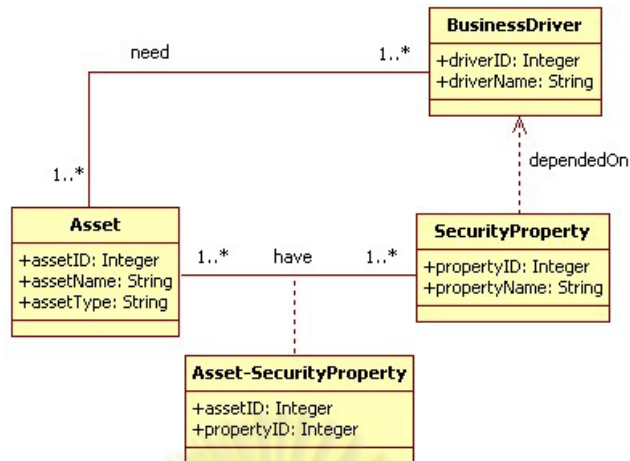 BusinessDriver
+driverID: Integer
+driverName: String
need
1..*
1..*
dependedOn
Asset
+assetID: Integer
+assetName: String
+assetType: String
1..*
have
1..*
SecurityProperty
+propertyID: Integer
+propertyName: String
Asset-SecurityProperty
+assetID: Integer
+propertyID: Integer